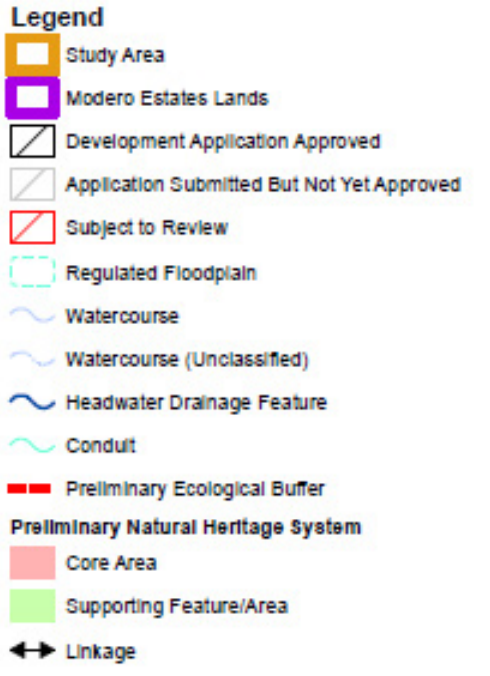 Legend
Study Area
Modero Estates Lands
Development Application Approved
Application Submitted But Not Yet Approved
Subject to Review
Regulated Floodplain
Watercourse
Watercourse (Unclassified)
Headwater Drainage Feature
Conduit
Preliminary Ecological Buffer
Preliminary Natural Heritage System
Core Area
Supporting Feature/Area
Linkage